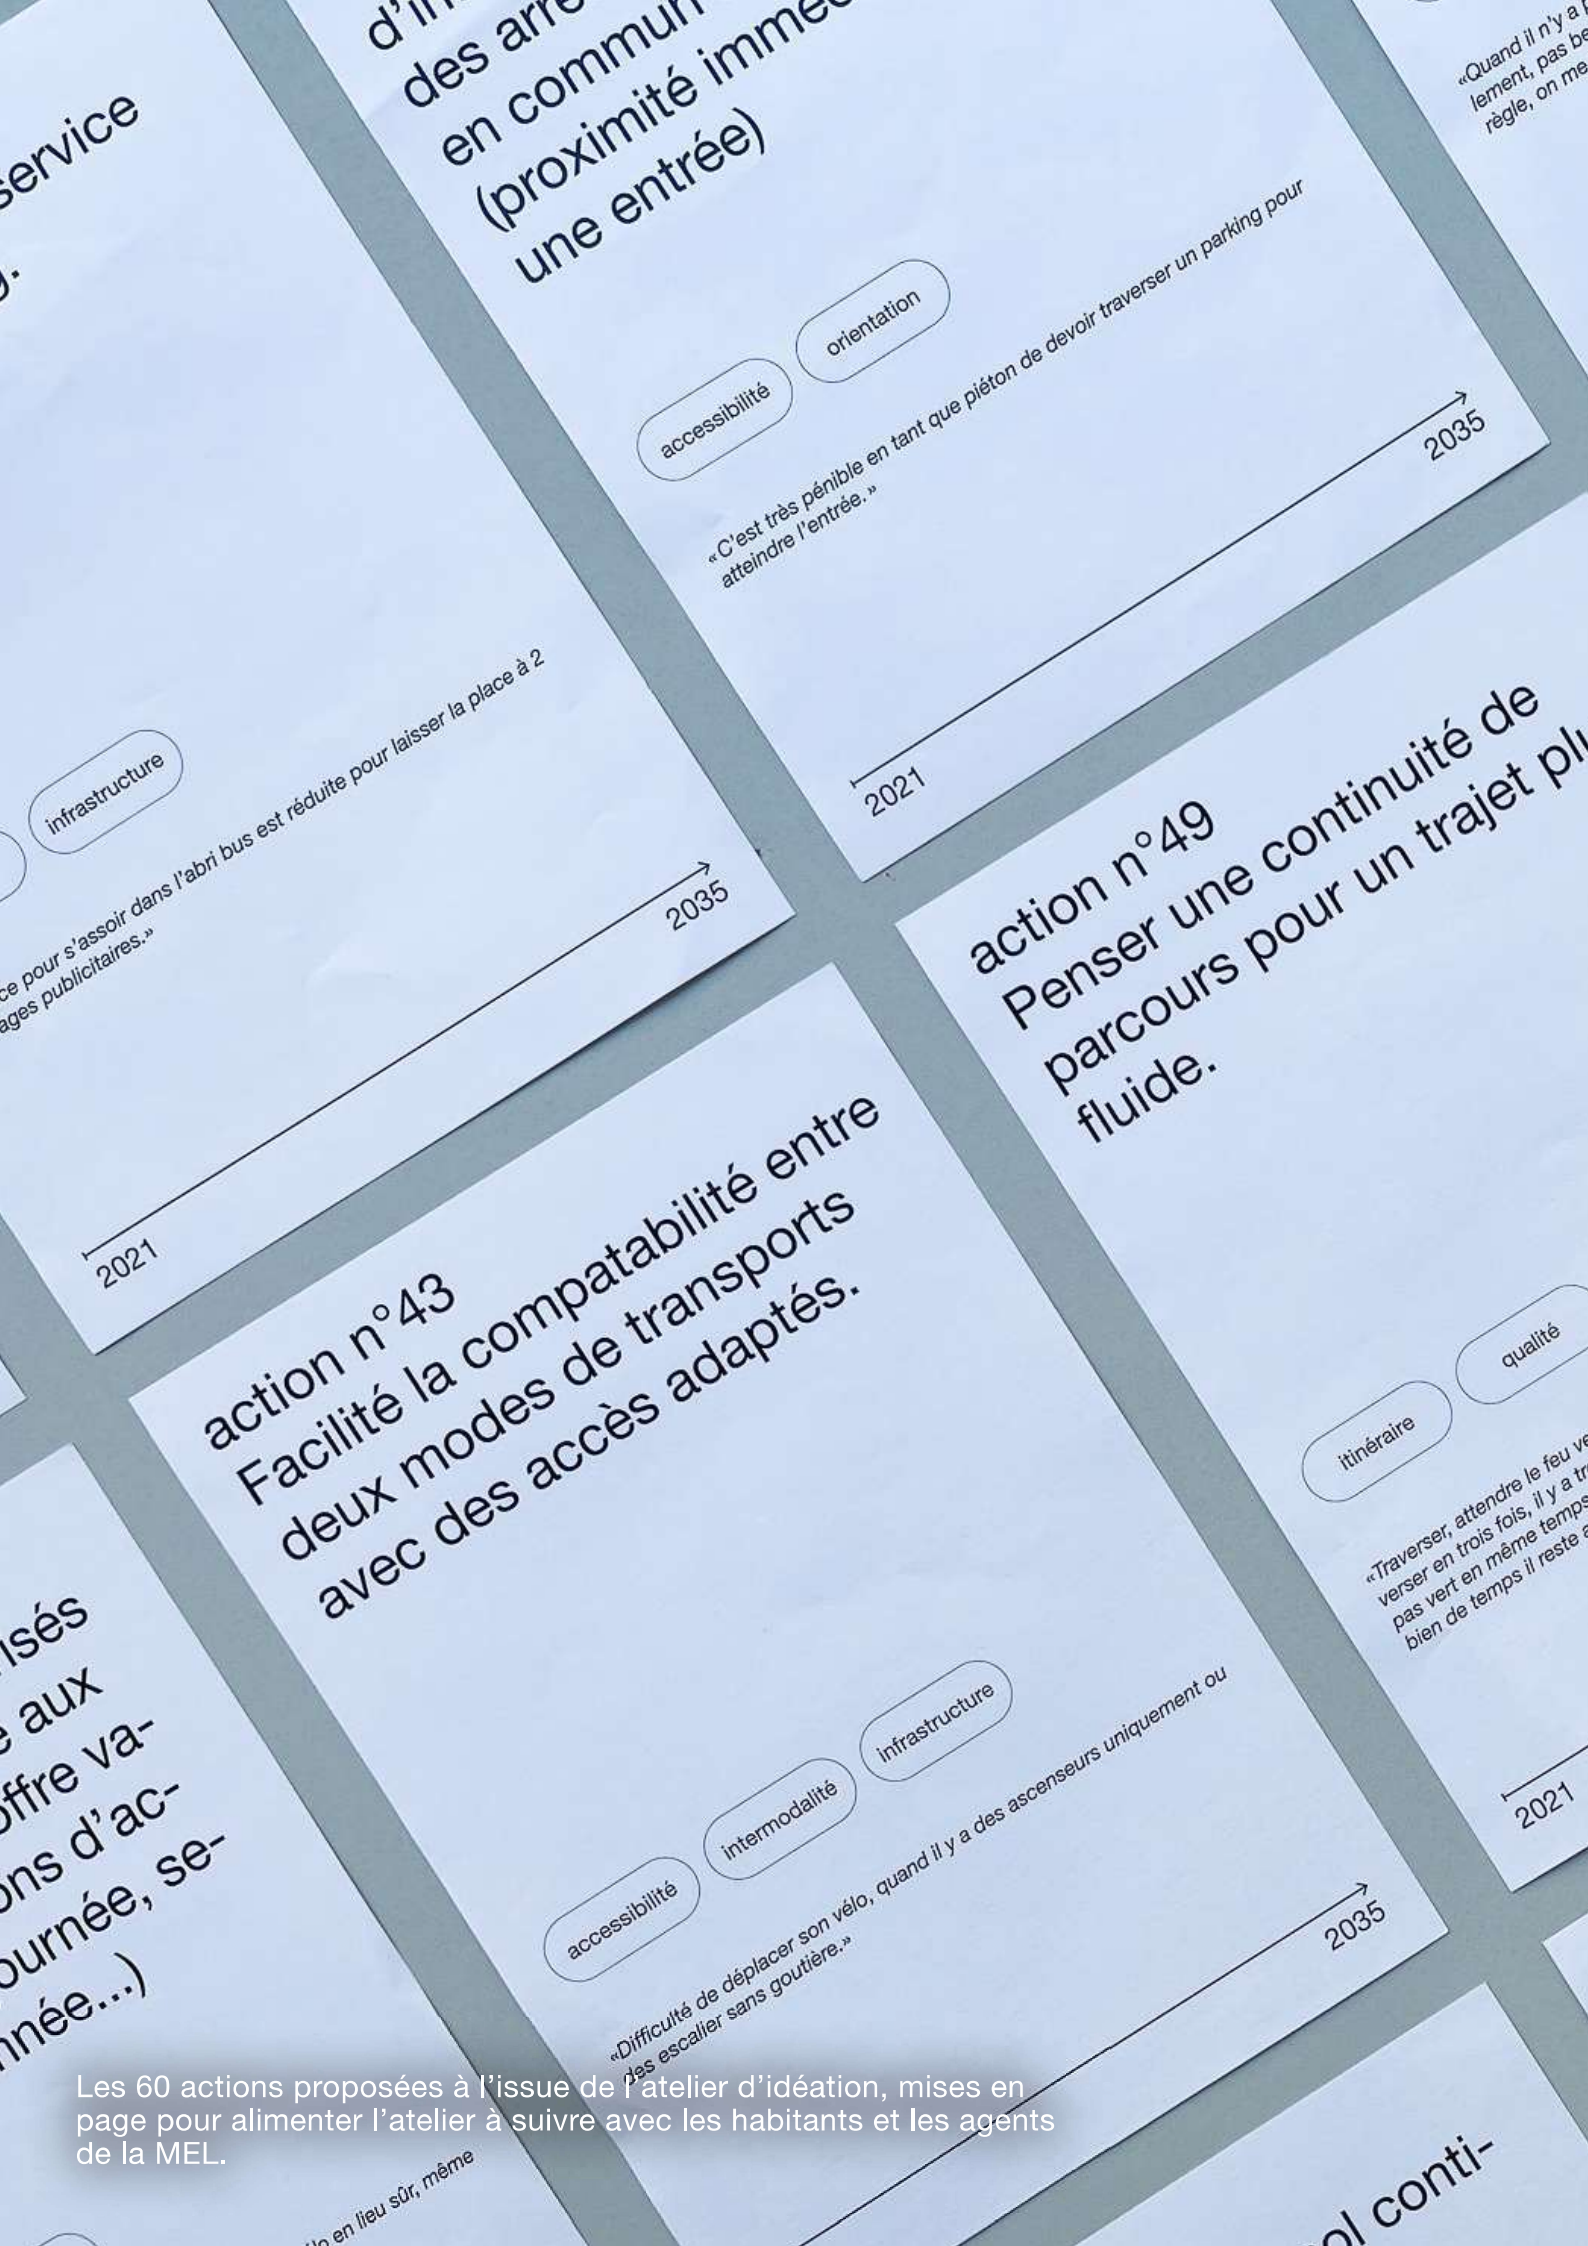 service
d'in
des arrê
en commun
(proximité immé
une entrée)
accessibilité
orientation
«C'est très pénible en tant que piéton de devoir traverser un parking pour
atteindre l'entrée.»
2021
2035
«Quand il n'y a p
lement, pas be
règle, on me
infrastructure
ce pour s'assoir dans l'abri bus est réduite pour laisser la place à 2
ages publicitaires.»
2021
2035
action n°49
Penser une continuité de
parcours pour un trajet plu
fluide.
itinéraire
qualité
«Traverser, attendre le feu ve
verser en trois fois, il y a tr
pas vert en même temps
bien de temps il reste a
2021
action n°43
Facilité la compatabilité entre
deux modes de transports
avec des accès adaptés.
accessibilité
intermodalité
infrastructure
«Difficulté de déplacer son vélo, quand il y a des ascenseurs uniquement ou
des escalier sans goutière.»
2035
isés
e aux
offre va-
ons d'ac-
ournée, se-
nnée...)
lo en lieu sûr, même
ol conti-
Les 60 actions proposées à l'issue de l'atelier d'idéation, mises en
page pour alimenter l'atelier à suivre avec les habitants et les agents
de la MEL.